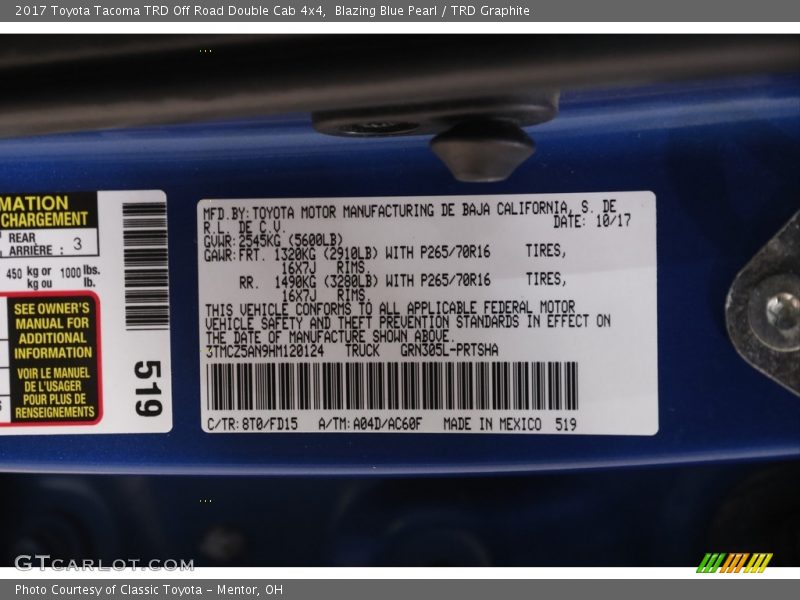 2017 Toyota Tacoma TRD Off Road Double Cab 4x4,  Blazing Blue Pearl / TRD Graphite
MATION
CHARGEMENT
REAR
ARRIÈRE : 3
450 kg or 1000 lbs.
kg ou lb.
SEE OWNER'S
MANUAL FOR
ADDITIONAL
INFORMATION
VOIR LE MANUEL
DE L'USAGER
POUR PLUS DE
RENSEIGNEMENTS
519
MFD.BY:TOYOTA MOTOR MANUFACTURING DE BAJA CALIFORNIA, S. DE
R.L. DE C.V. DATE: 10/17
GVWR:2545KG (5600LB)
GAWR:FRT. 1320KG (2910LB) WITH P265/70R16 TIRES,
16X7J RIMS,
RR. 1490KG (3280LB) WITH P265/70R16 TIRES,
16X7J RIMS,
THIS VEHICLE CONFORMS TO ALL APPLICABLE FEDERAL MOTOR
VEHICLE SAFETY AND THEFT PREVENTION STANDARDS IN EFFECT ON
THE DATE OF MANUFACTURE SHOWN ABOVE.
3TMCZ5AN9HM120124 TRUCK GRN305L-PRTSHA
C/TR:8T0/FD15 A/TM:A04D/AC60F MADE IN MEXICO 519
GTCARLOT.COM
Photo Courtesy of Classic Toyota - Mentor, OH